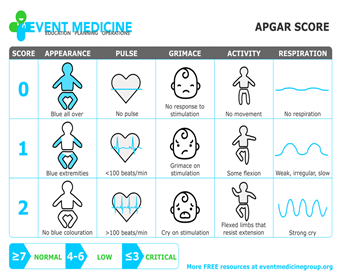 EVENT MEDICINE
EDUCATION PLANNING OPERATIONS
APGAR SCORE
SCORE APPEARANCE PULSE GRIMACE ACTIVITY RESPIRATION
0
Blue all over
No pulse
No response to
stimulation
No movement
No respiration
1
Blue extremities
<100 beats/min
Grimace on
stimulation
Some flexion
Weak, irregular, slow
2
No blue colouration
>100 beats/min
Cry on stimulation
Flexed limbs that
resist extension
Strong cry
≥7 NORMAL 4-6 LOW ≤3 CRITICAL
More FREE resources at eventmedicinegroup.org